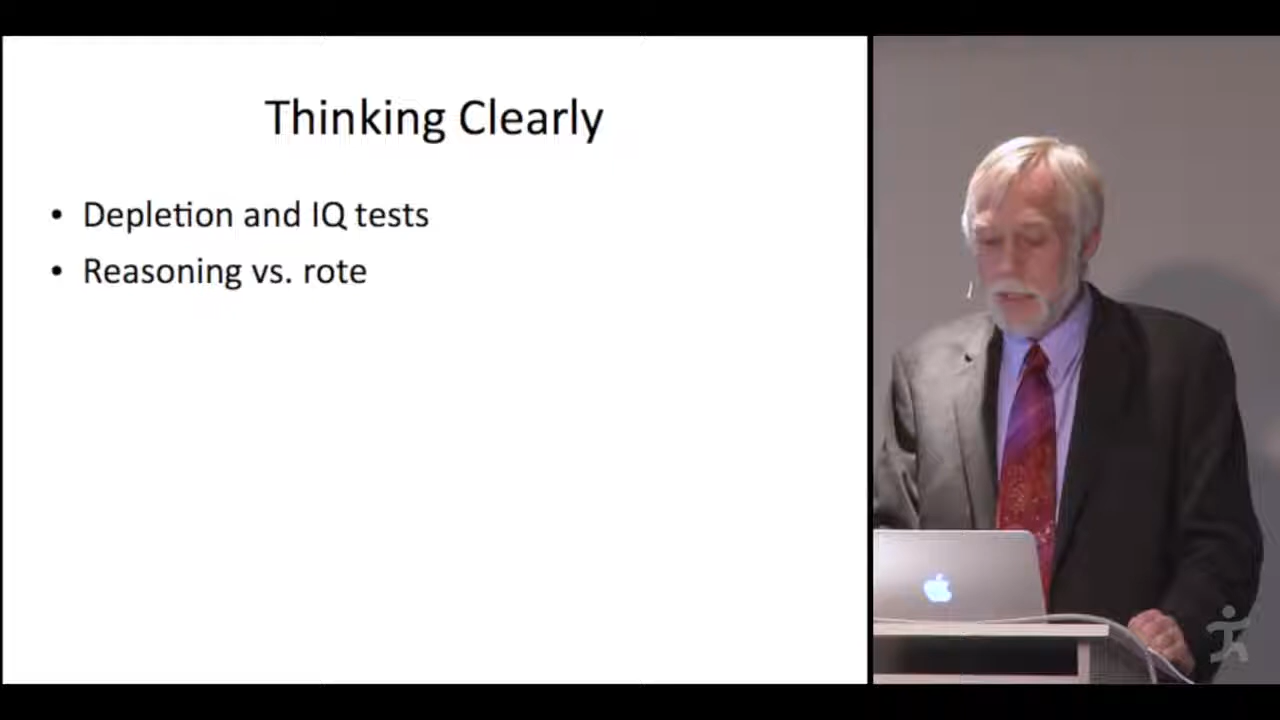 Thinking Clearly
• Depletion and IQ tests
• Reasoning vs. rote